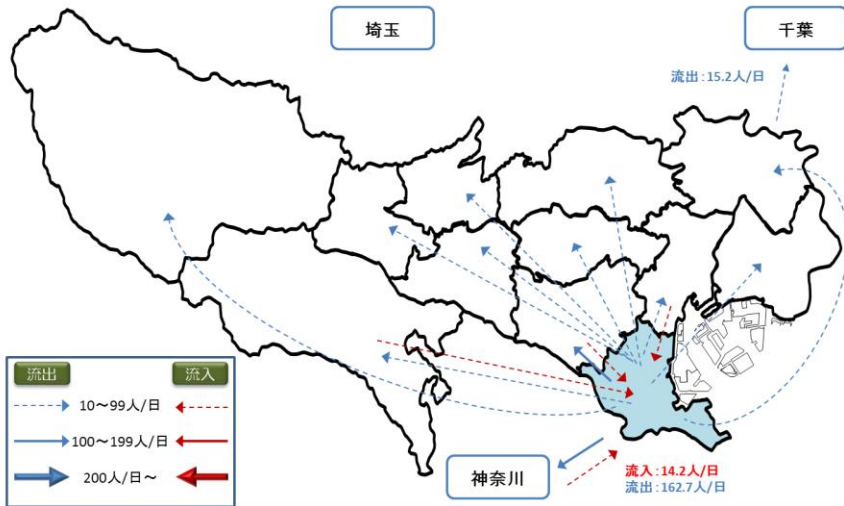 埼玉
千葉
流出：15.2人/日
流出
流入
10～99人/日
100～199人/日
200人/日～
神奈川
流入：14.2人/日
流出：162.7人/日